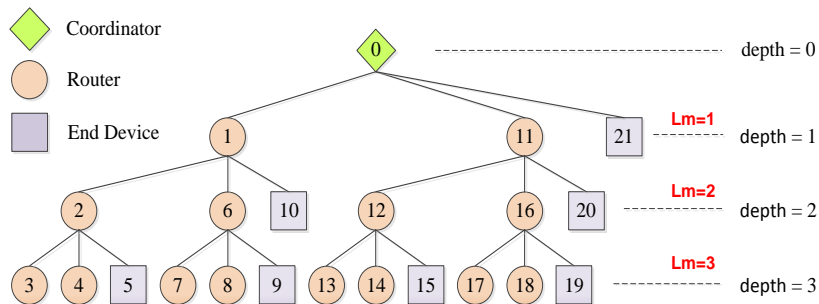 Coordinator
Router
End Device
0
depth = 0
1
11
21
Lm=1
depth = 1
2
6
10
12
16
20
Lm=2
depth = 2
3
4
5
7
8
9
13
14
15
17
18
19
Lm=3
depth = 3